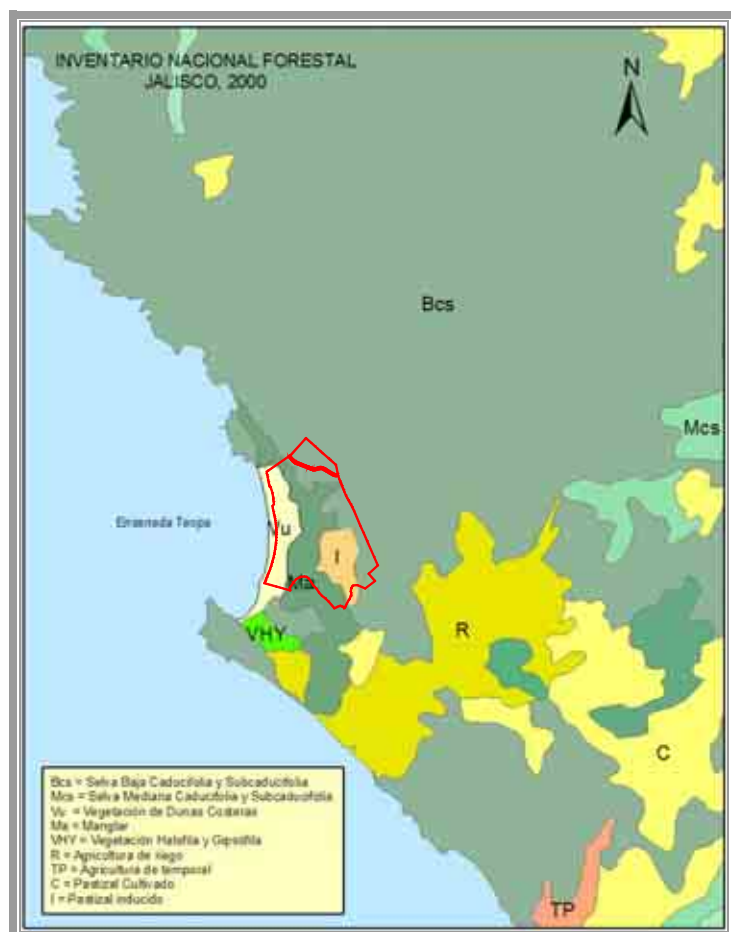 INVENTARIO NACIONAL FORESTAL
JALISCO, 2000
N
Bcs
Mcs
Ensenada Teopa
Vu
I
Ma
VHY
R
C
TP
Bcs = Selva Baja Caducifolia y Subcaducifolia
Mcs = Selva Mediana Caducifolia y Subcaducifolia
Vu = Vegetación de Dunas Costeras
Ma = Manglar
VHY = Vegetación Halófila y Gipsófila
R = Agricultura de riego
TP = Agricultura de temporal
C = Pastizal Cultivado
I = Pastizal inducido